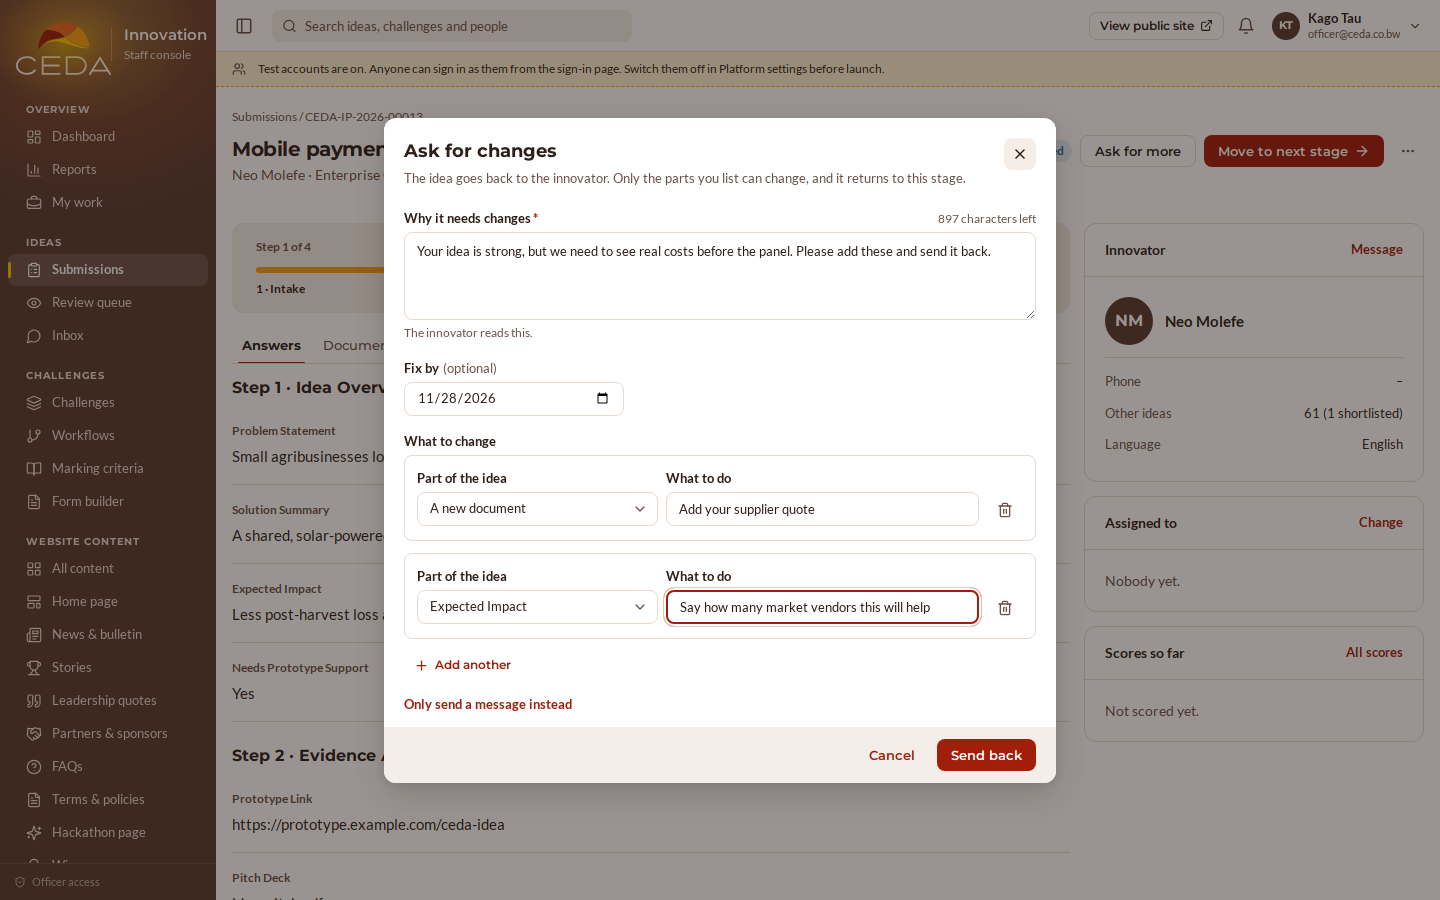 CEDA
Innovation
Staff console
Search ideas, challenges and people
View public site
KT
Kago Tau
officer@ceda.co.bw
Test accounts are on. Anyone can sign in as them from the sign-in page. Switch them off in Platform settings before launch.
OVERVIEW
Dashboard
Reports
My work
IDEAS
Submissions
Review queue
Inbox
CHALLENGES
Challenges
Workflows
Marking criteria
Form builder
WEBSITE CONTENT
All content
Home page
News & bulletin
Stories
Leadership quotes
Partners & sponsors
FAQs
Terms & policies
Hackathon page
Officer access
Submissions / CEDA-IP-2026-00013
Mobile paymen
Neo Molefe · Enterprise
Ask for more
Move to next stage
Step 1 of 4
1 · Intake
Answers
Documen
Step 1 · Idea Overv
Problem Statement
Small agribusinesses lo
Solution Summary
A shared, solar-powere
Expected Impact
Less post-harvest loss a
Needs Prototype Support
Yes
Step 2 · Evidence
Prototype Link
https://prototype.example.com/ceda-idea
Pitch Deck
Ask for changes
The idea goes back to the innovator. Only the parts you list can change, and it returns to this stage.
Why it needs changes *
897 characters left
Your idea is strong, but we need to see real costs before the panel. Please add these and send it back.
The innovator reads this.
Fix by (optional)
11/28/2026
What to change
Part of the idea
What to do
A new document
Add your supplier quote
Part of the idea
What to do
Expected Impact
Say how many market vendors this will help
Add another
Only send a message instead
Cancel
Send back
Innovator
Message
NM
Neo Molefe
Phone
–
Other ideas
61 (1 shortlisted)
Language
English
Assigned to
Change
Nobody yet.
Scores so far
All scores
Not scored yet.